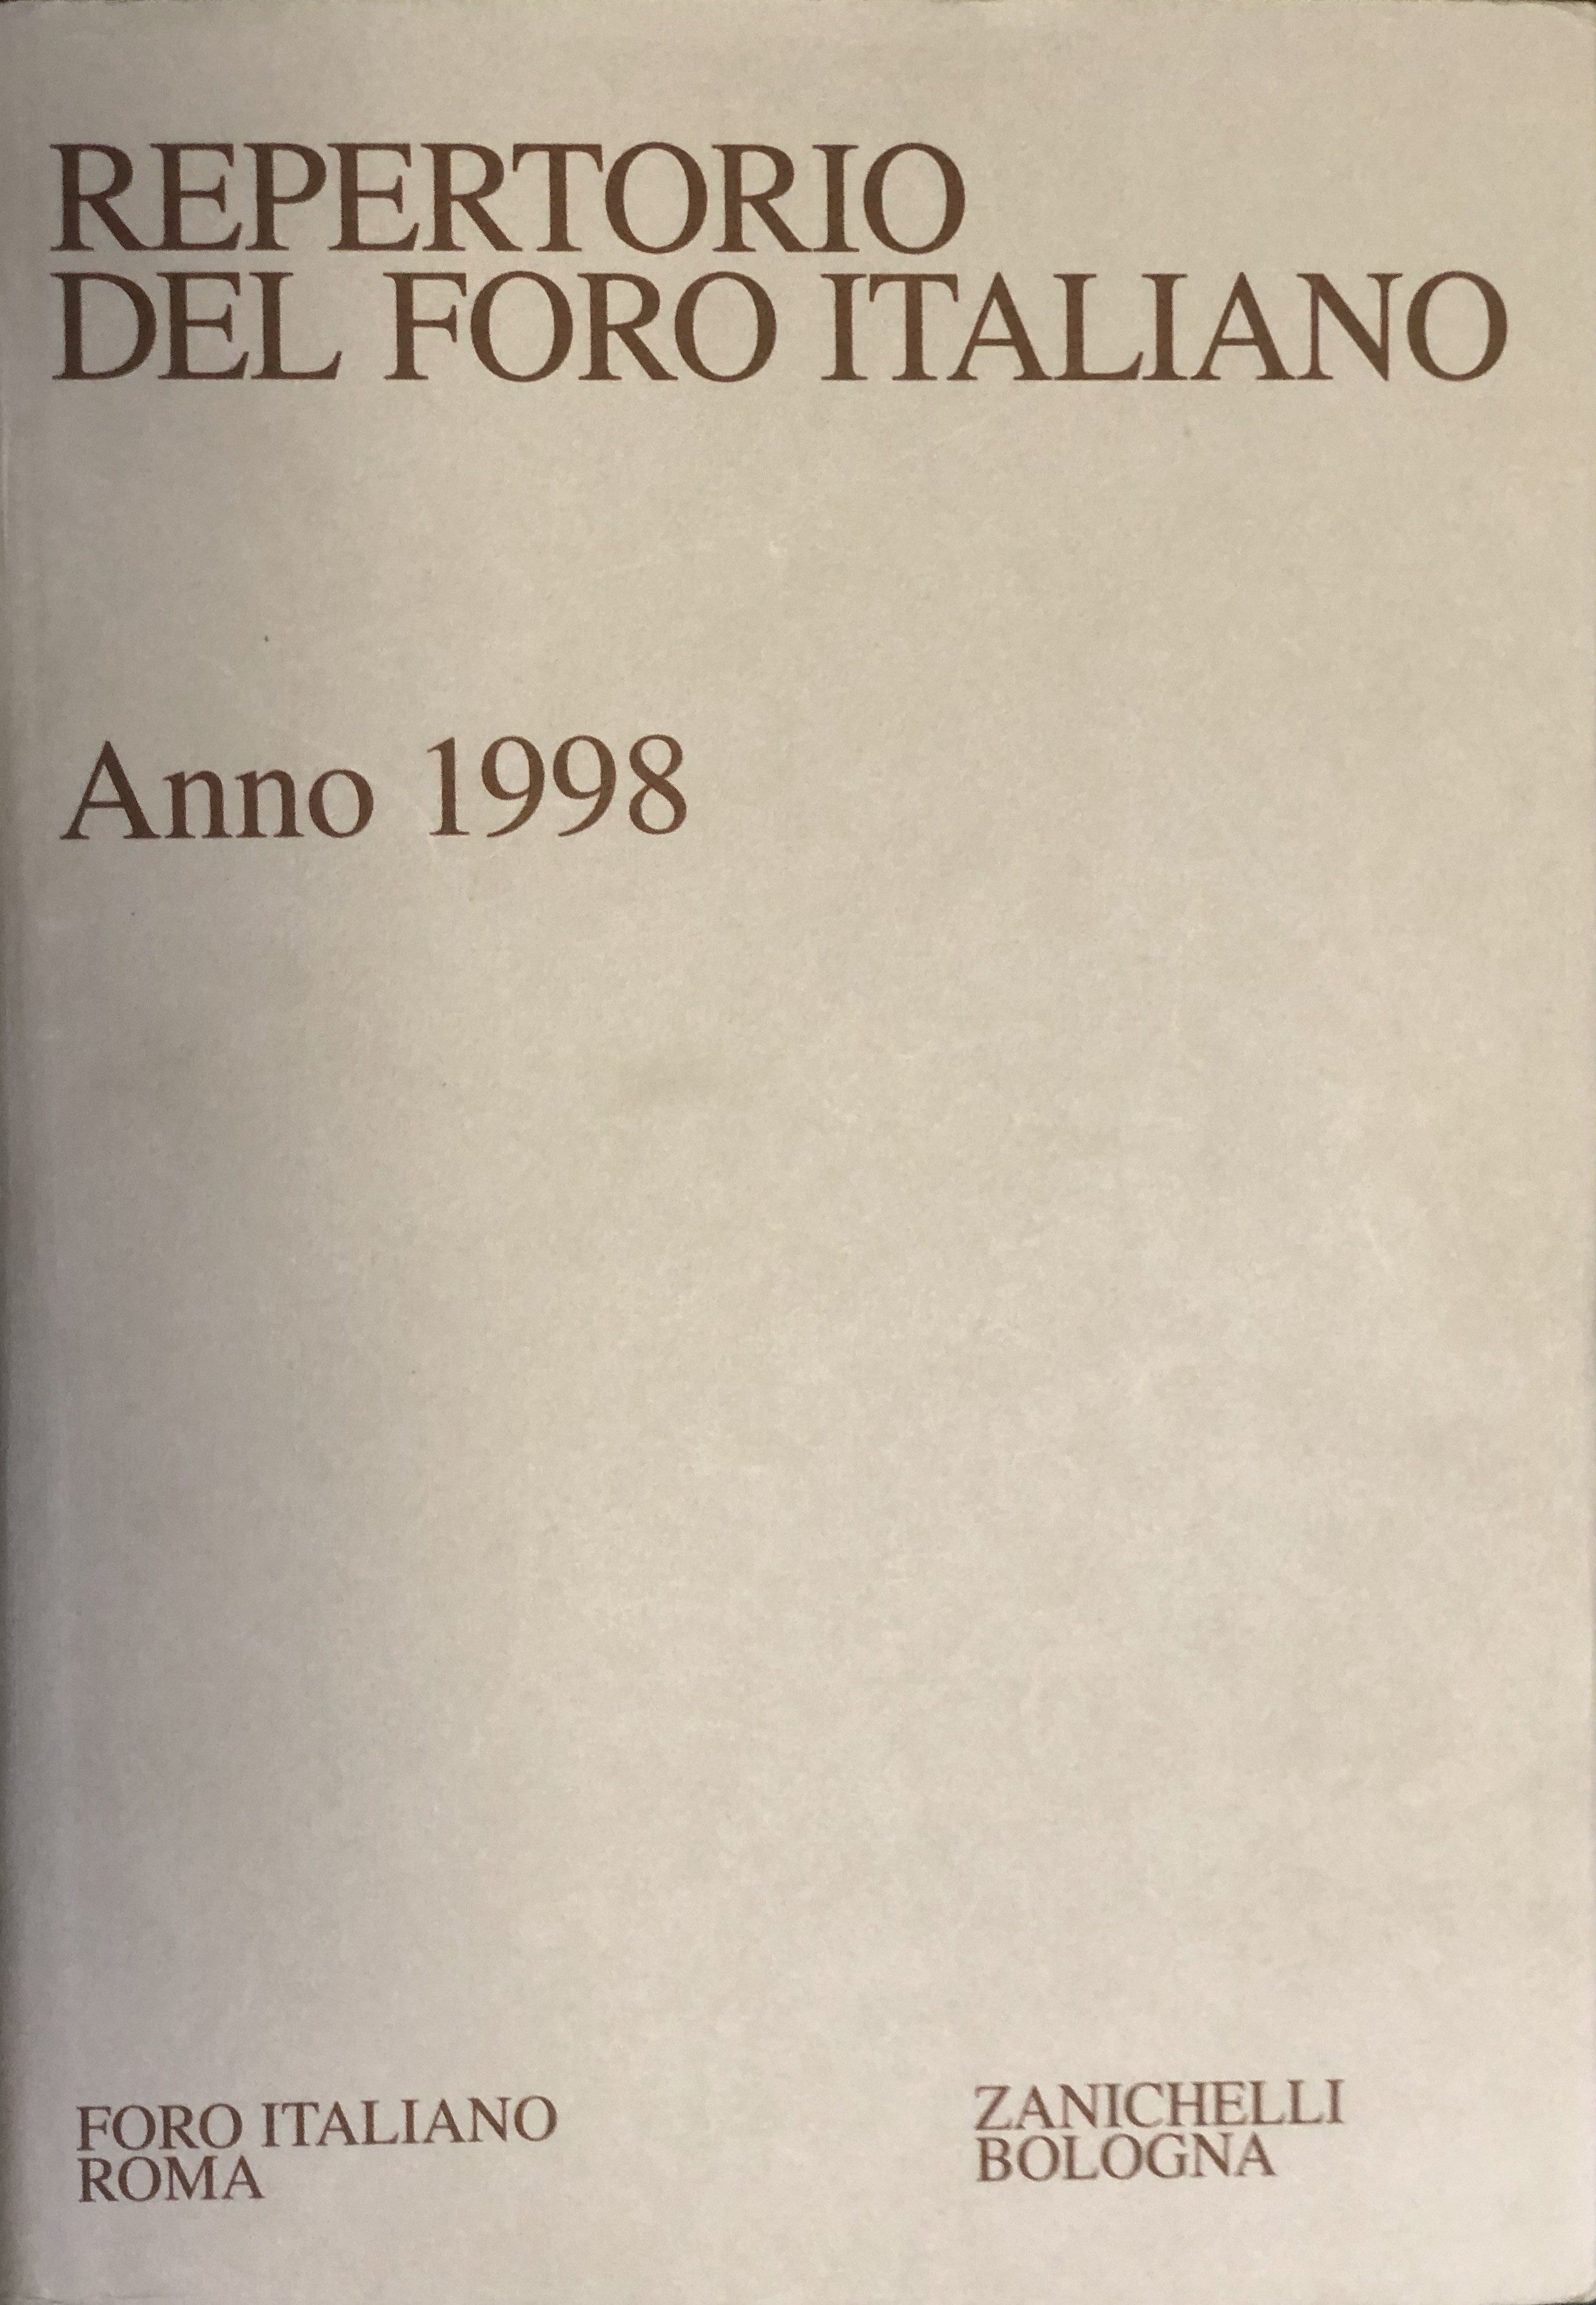 REPERTORIO
DEL FORO ITALIANO
Anno 1998
FORO ITALIANO
ROMA
ZANICHELLI
BOLOGNA